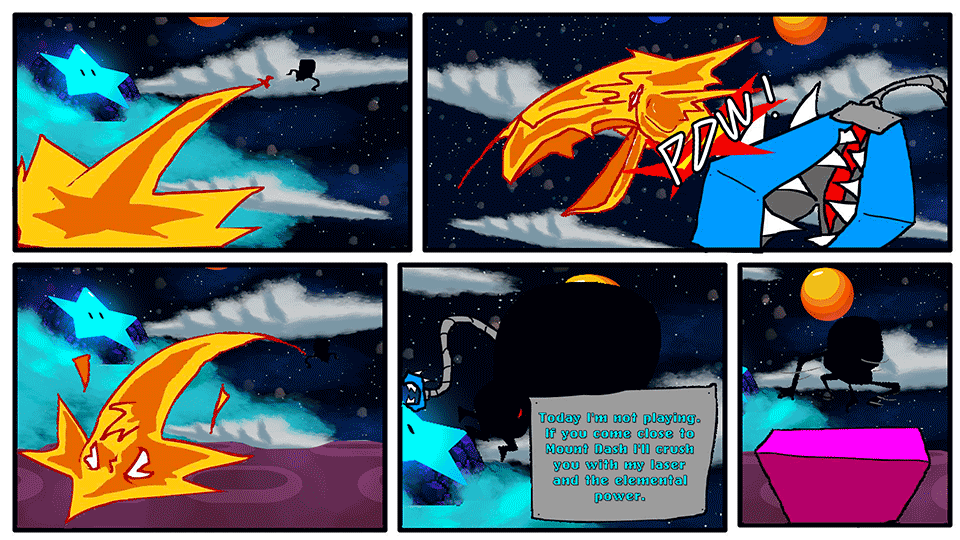 POW!
Today I'm not playing.
If you come close to
Mount Dash I'll crush
you with my laser
and the elemental
power.